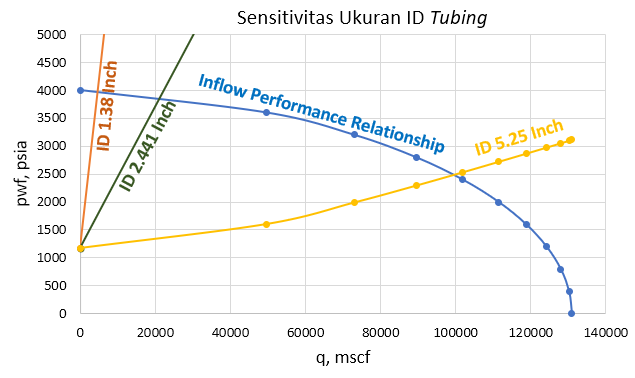 Sensitivitas Ukuran ID Tubing
5000
4500
4000
3500
3000
2500
2000
1500
1000
500
0
pwf, psia
ID 1.38 Inch
ID 2.441 Inch
Inflow Performance Relationship
ID 5.25 Inch
0 20000 40000 60000 80000 100000 120000 140000
q, mscf